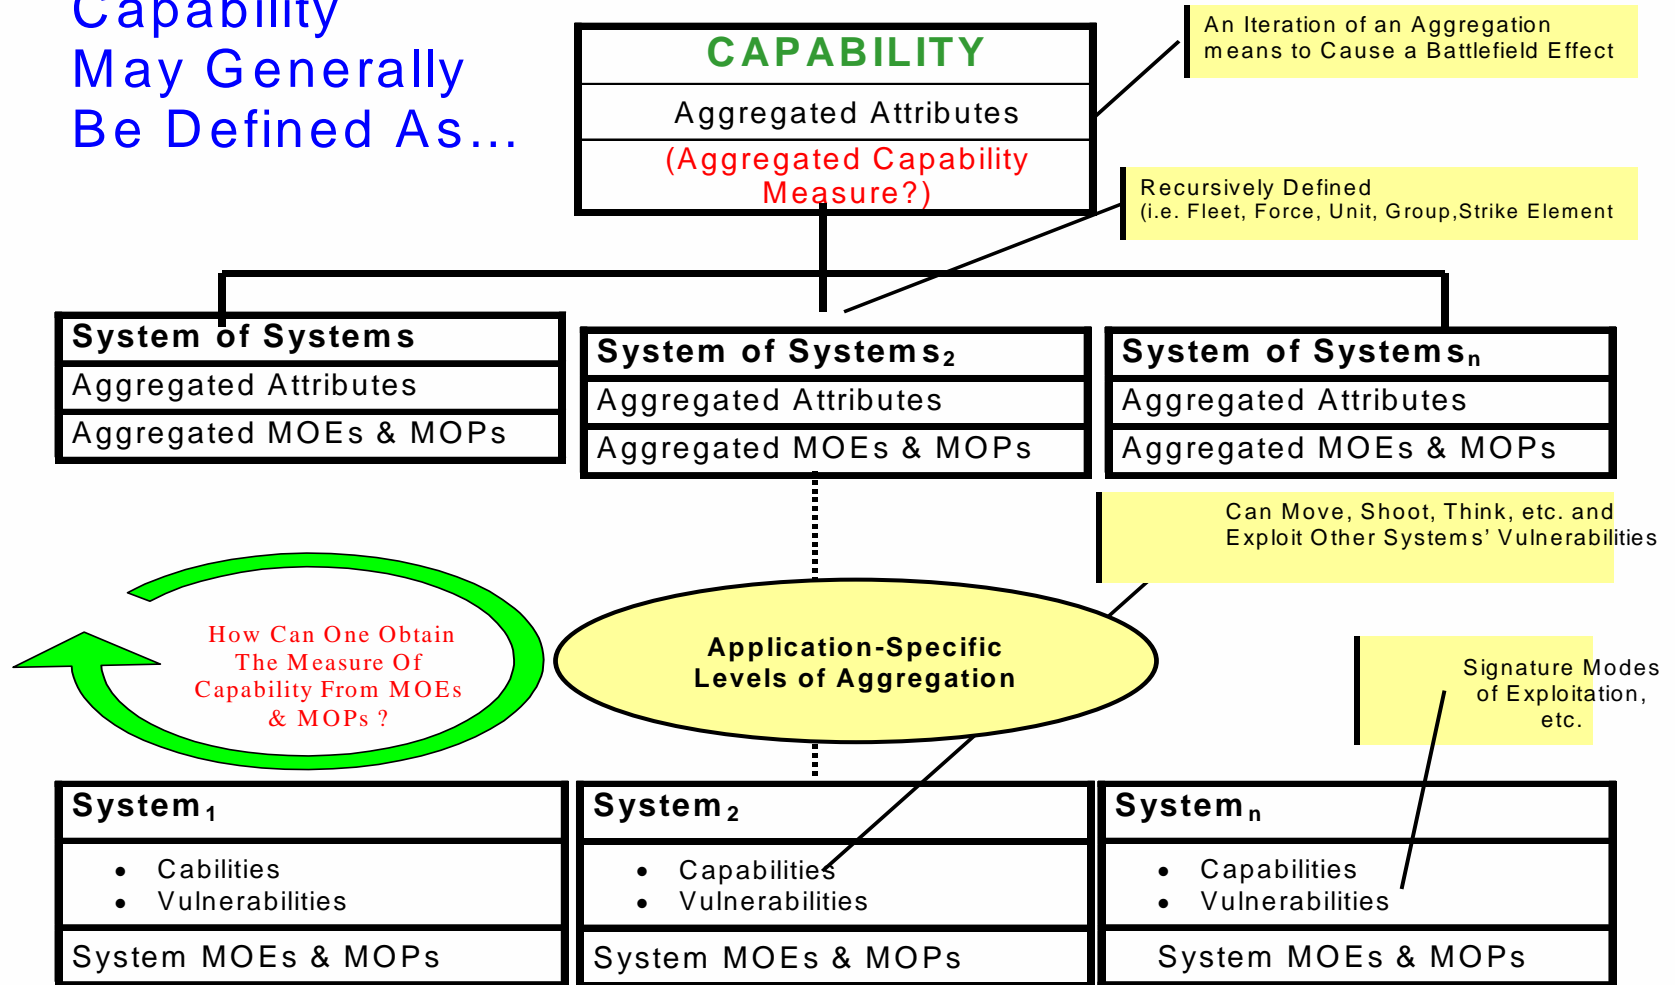 Capability
May Generally
Be Defined As...
CAPABILITY
Aggregated Attributes
(Aggregated Capability
Measure?)
An Iteration of an Aggregation
means to Cause a Battlefield Effect
Recursively Defined
(i.e. Fleet, Force, Unit, Group,Strike Element
System of Systems
Aggregated Attributes
Aggregated MOEs & MOPs
System of Systems₂
Aggregated Attributes
Aggregated MOEs & MOPs
System of Systemsₙ
Aggregated Attributes
Aggregated MOEs & MOPs
Can Move, Shoot, Think, etc. and
Exploit Other Systems’ Vulnerabilities
How Can One Obtain
The Measure Of
Capability From MOEs
& MOPs ?
Application-Specific
Levels of Aggregation
Signature Modes
of Exploitation,
etc.
System₁
• Cabilities
• Vulnerabilities
System MOEs & MOPs
System₂
• Capabilities
• Vulnerabilities
System MOEs & MOPs
Systemₙ
• Capabilities
• Vulnerabilities
System MOEs & MOPs